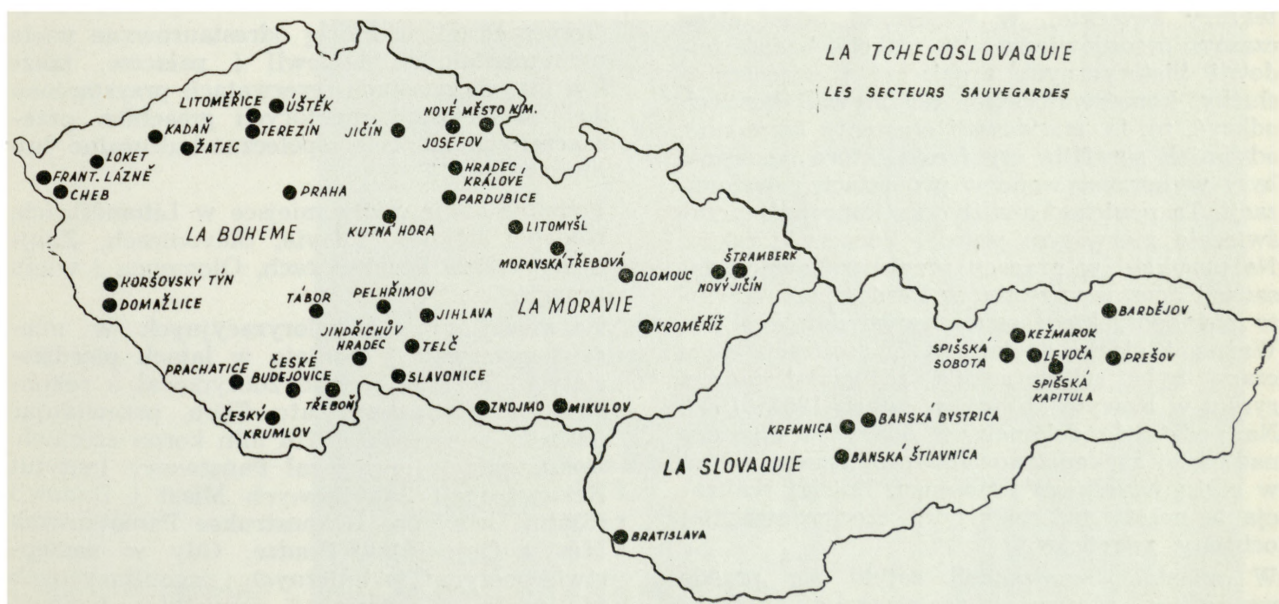 LA TCHECOSLOVAQUIE
LES SECTEURS SAUVEGARDES
LITOMĚŘICE
ÚŠTĚK
KADAŇ
TEREZÍN
ŽATEC
LOKET
FRANT. LÁZNĚ
CHEB
JIČÍN
NOVÉ MĚSTO N.M.
JOSEFOV
HRADEC
KRÁLOVÉ
PARDUBICE
PRAHA
KUTNÁ HORA
LA BOHEME
LITOMYŠL
MORAVSKÁ TŘEBOVÁ
OLOMOUC
ŠTRAMBERK
NOVÝ JIČÍN
HORŠOVSKÝ TÝN
DOMAŽLICE
TÁBOR
PELHŘIMOV
JIHLAVA
LA MORAVIE
KROMĚŘÍŽ
JINDŘICHŮV
HRADEC
TELČ
PRACHATICE
ČESKÉ
BUDEJOVICE
TŘEBOŇ
SLAVONICE
ČESKÝ
KRUMLOV
ZNOJMO
MIKULOV
BARDĚJOV
KEŽMAROK
SPIŠSKÁ
SOBOTA
LEVOČA
PREŠOV
SPIŠSKÁ
KAPITULA
KREMNICA
BANSKÁ BYSTRICA
BANSKÁ ŠTIAVNICA
LA SLOVAQUIE
BRATISLAVA